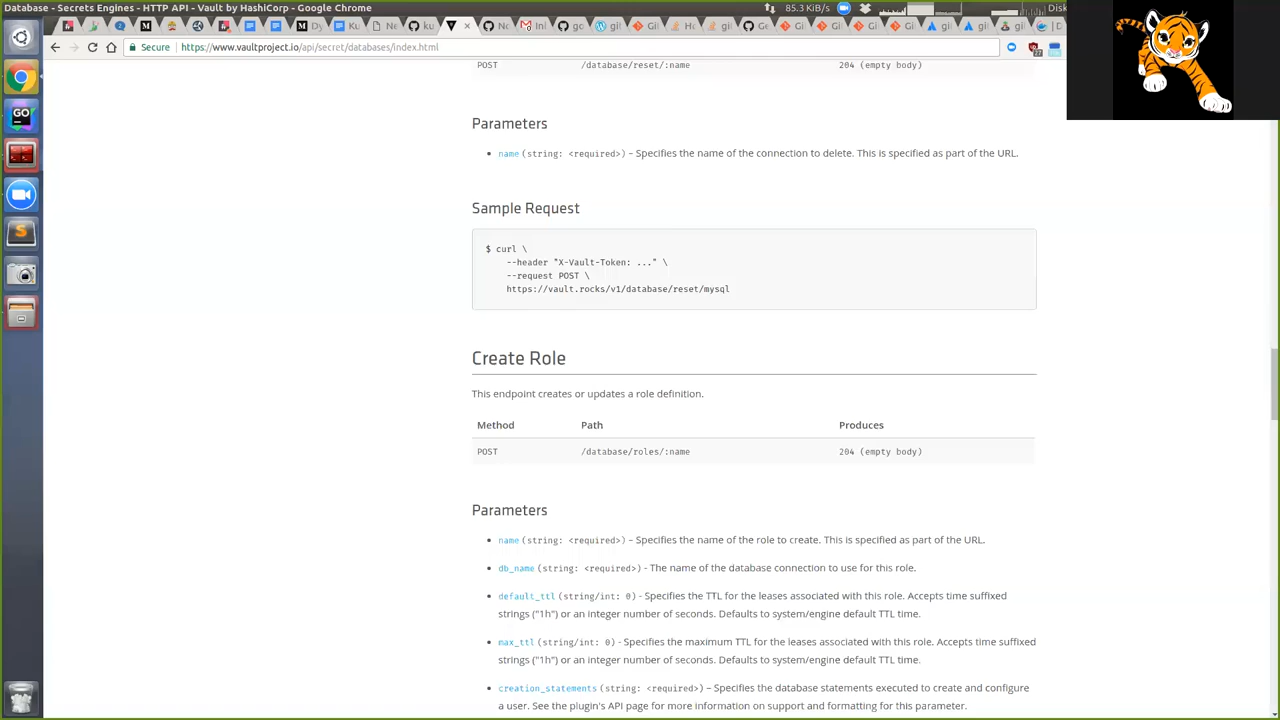 Database - Secrets Engines - HTTP API - Vault by HashiCorp - Google Chrome
85.3 KiB/s
Disk
Secure https://www.vaultproject.io/api/secret/databases/index.html
POST /database/reset/:name 204 (empty body)
Parameters
name (string: <required>) – Specifies the name of the connection to delete. This is specified as part of the URL.
Sample Request
$ curl \
--header "X-Vault-Token: ..." \
--request POST \
https://vault.rocks/v1/database/reset/mysql
Create Role
This endpoint creates or updates a role definition.
Method Path Produces
POST /database/roles/:name 204 (empty body)
Parameters
name (string: <required>) – Specifies the name of the role to create. This is specified as part of the URL.
db_name (string: <required>) - The name of the database connection to use for this role.
default_ttl (string/int: 0) - Specifies the TTL for the leases associated with this role. Accepts time suffixed
strings ("1h") or an integer number of seconds. Defaults to system/engine default TTL time.
max_ttl (string/int: 0) - Specifies the maximum TTL for the leases associated with this role. Accepts time suffixed
strings ("1h") or an integer number of seconds. Defaults to system/engine default TTL time.
creation_statements (string: <required>) – Specifies the database statements executed to create and configure
a user. See the plugin's API page for more information on support and formatting for this parameter.